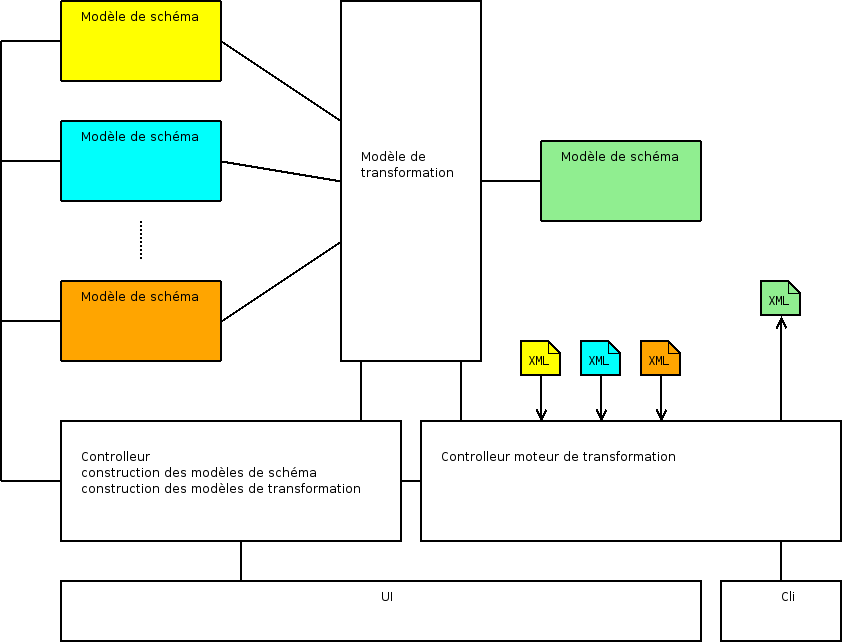 Modèle de schéma
Modèle de schéma
Modèle de
transformation
Modèle de schéma
Modèle de schéma
XML
XML
XML
XML
Controlleur
construction des modèles de schéma
construction des modèles de transformation
Controlleur moteur de transformation
UI
Cli